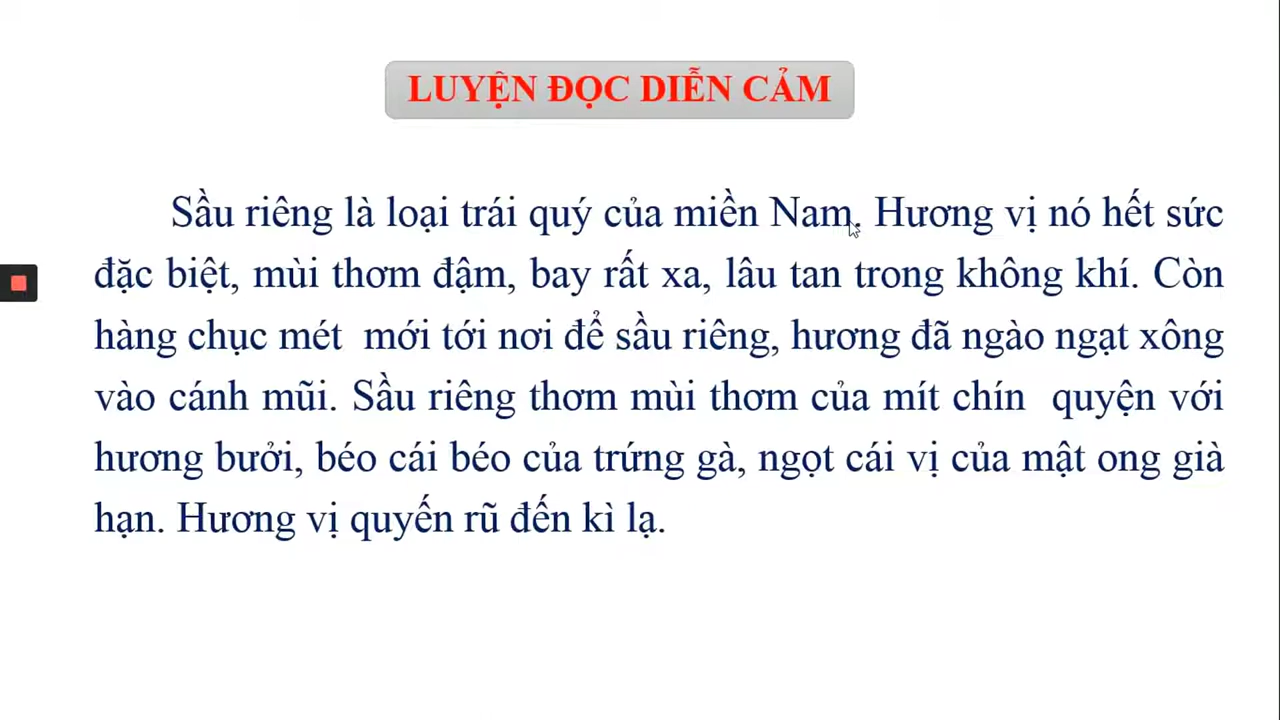 LUYỆN ĐỌC DIỄN CẢM
Sầu riêng là loại trái quý của miền Nam. Hương vị nó hết sức
đặc biệt, mùi thơm đậm, bay rất xa, lâu tan trong không khí. Còn
hàng chục mét  mới tới nơi để sầu riêng, hương đã ngào ngạt xông
vào cánh mũi. Sầu riêng thơm mùi thơm của mít chín  quyện với
hương bưởi, béo cái béo của trứng gà, ngọt cái vị của mật ong già
hạn. Hương vị quyến rũ đến kì lạ.